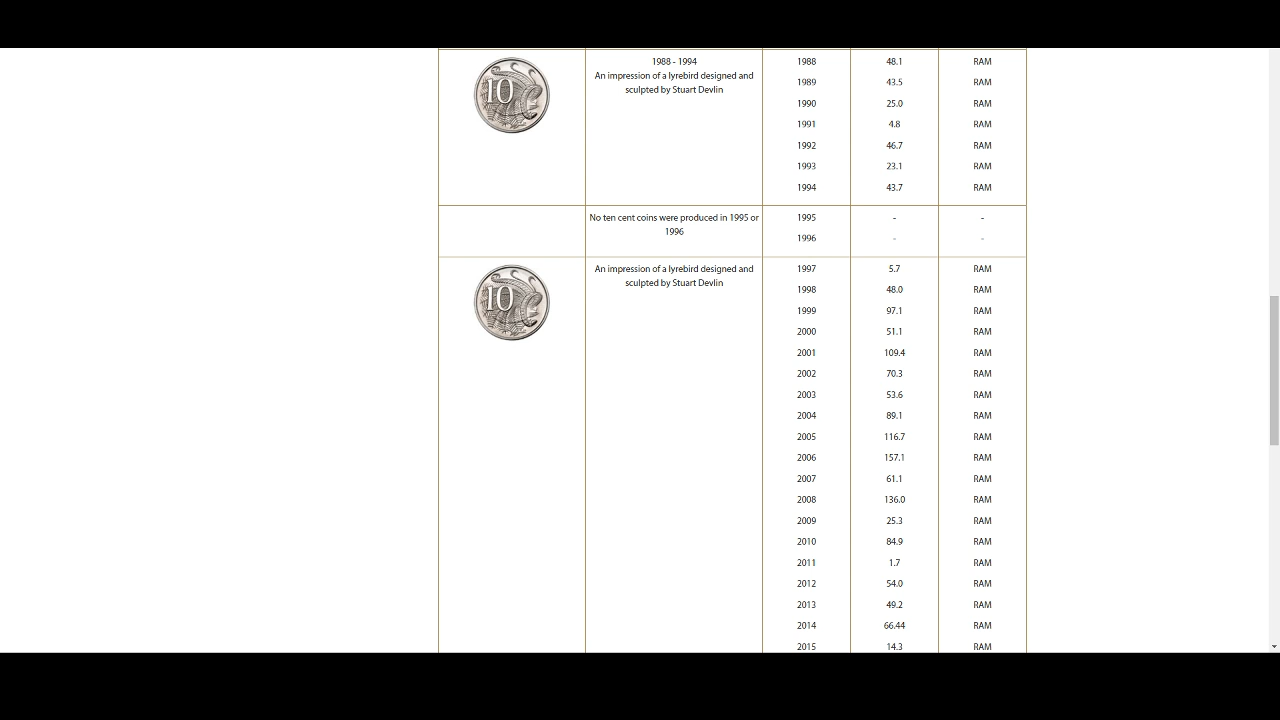 10
1988 - 1994
An impression of a lyrebird designed and
sculpted by Stuart Devlin
1988 48.1 RAM
1989 43.5 RAM
1990 25.0 RAM
1991 4.8 RAM
1992 46.7 RAM
1993 23.1 RAM
1994 43.7 RAM
No ten cent coins were produced in 1995 or
1996
1995 - -
1996 - -
10
An impression of a lyrebird designed and
sculpted by Stuart Devlin
1997 5.7 RAM
1998 48.0 RAM
1999 97.1 RAM
2000 51.1 RAM
2001 109.4 RAM
2002 70.3 RAM
2003 53.6 RAM
2004 89.1 RAM
2005 116.7 RAM
2006 157.1 RAM
2007 61.1 RAM
2008 136.0 RAM
2009 25.3 RAM
2010 84.9 RAM
2011 1.7 RAM
2012 54.0 RAM
2013 49.2 RAM
2014 66.44 RAM
2015 14.3 RAM